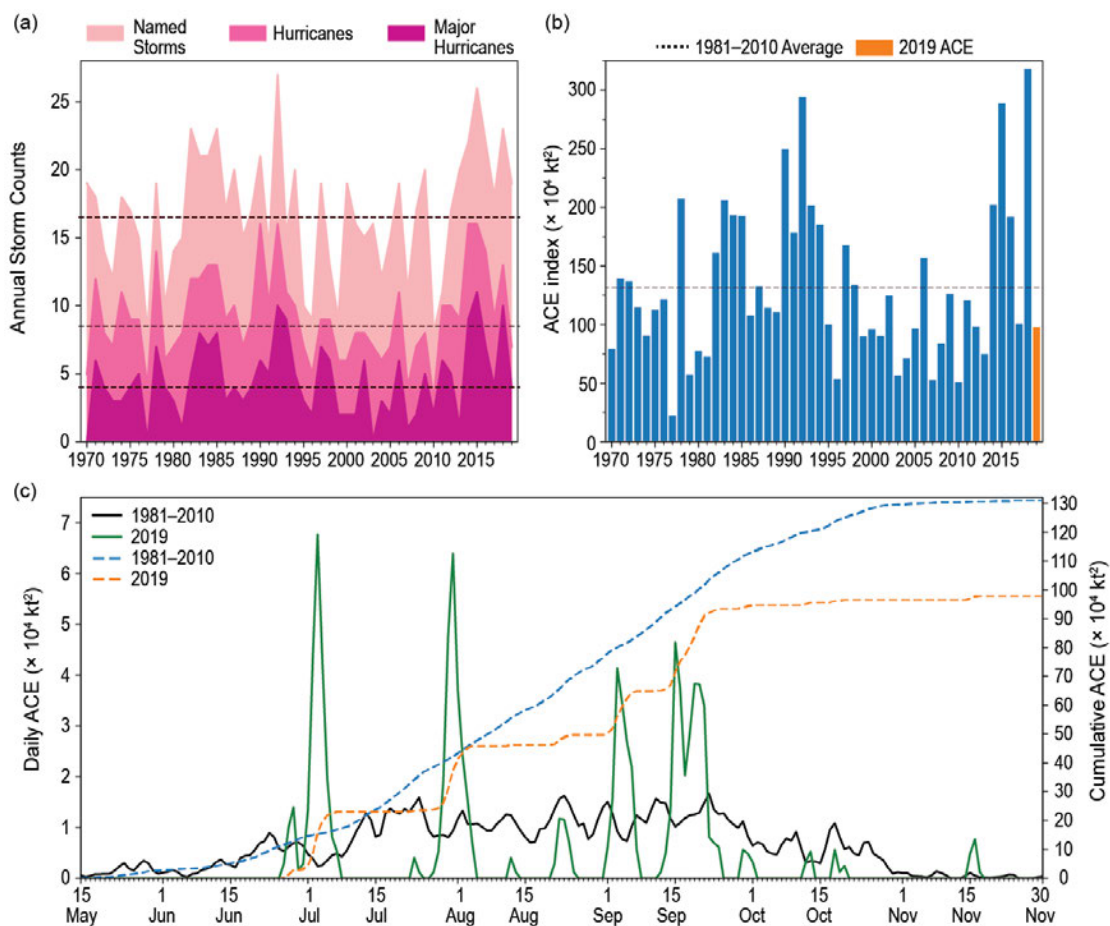 (a)
Named
Storms
Hurricanes
Major
Hurricanes
Annual Storm Counts
25
20
15
10
5
0
1970 1975 1980 1985 1990 1995 2000 2005 2010 2015
(b)
1981–2010 Average
2019 ACE
ACE index (× 10⁴ kt²)
300
250
200
150
100
50
0
1970 1975 1980 1985 1990 1995 2000 2005 2010 2015
(c)
1981–2010
2019
1981–2010
2019
Daily ACE (× 10⁴ kt²)
7
6
5
4
3
2
1
0
Cumulative ACE (× 10⁴ kt²)
130
120
110
100
90
80
70
60
50
40
30
20
10
0
15 1 15 1 15 1 15 1 15 1 15 1 15 30
May Jun Jun Jul Jul Aug Aug Sep Sep Oct Oct Nov Nov Nov